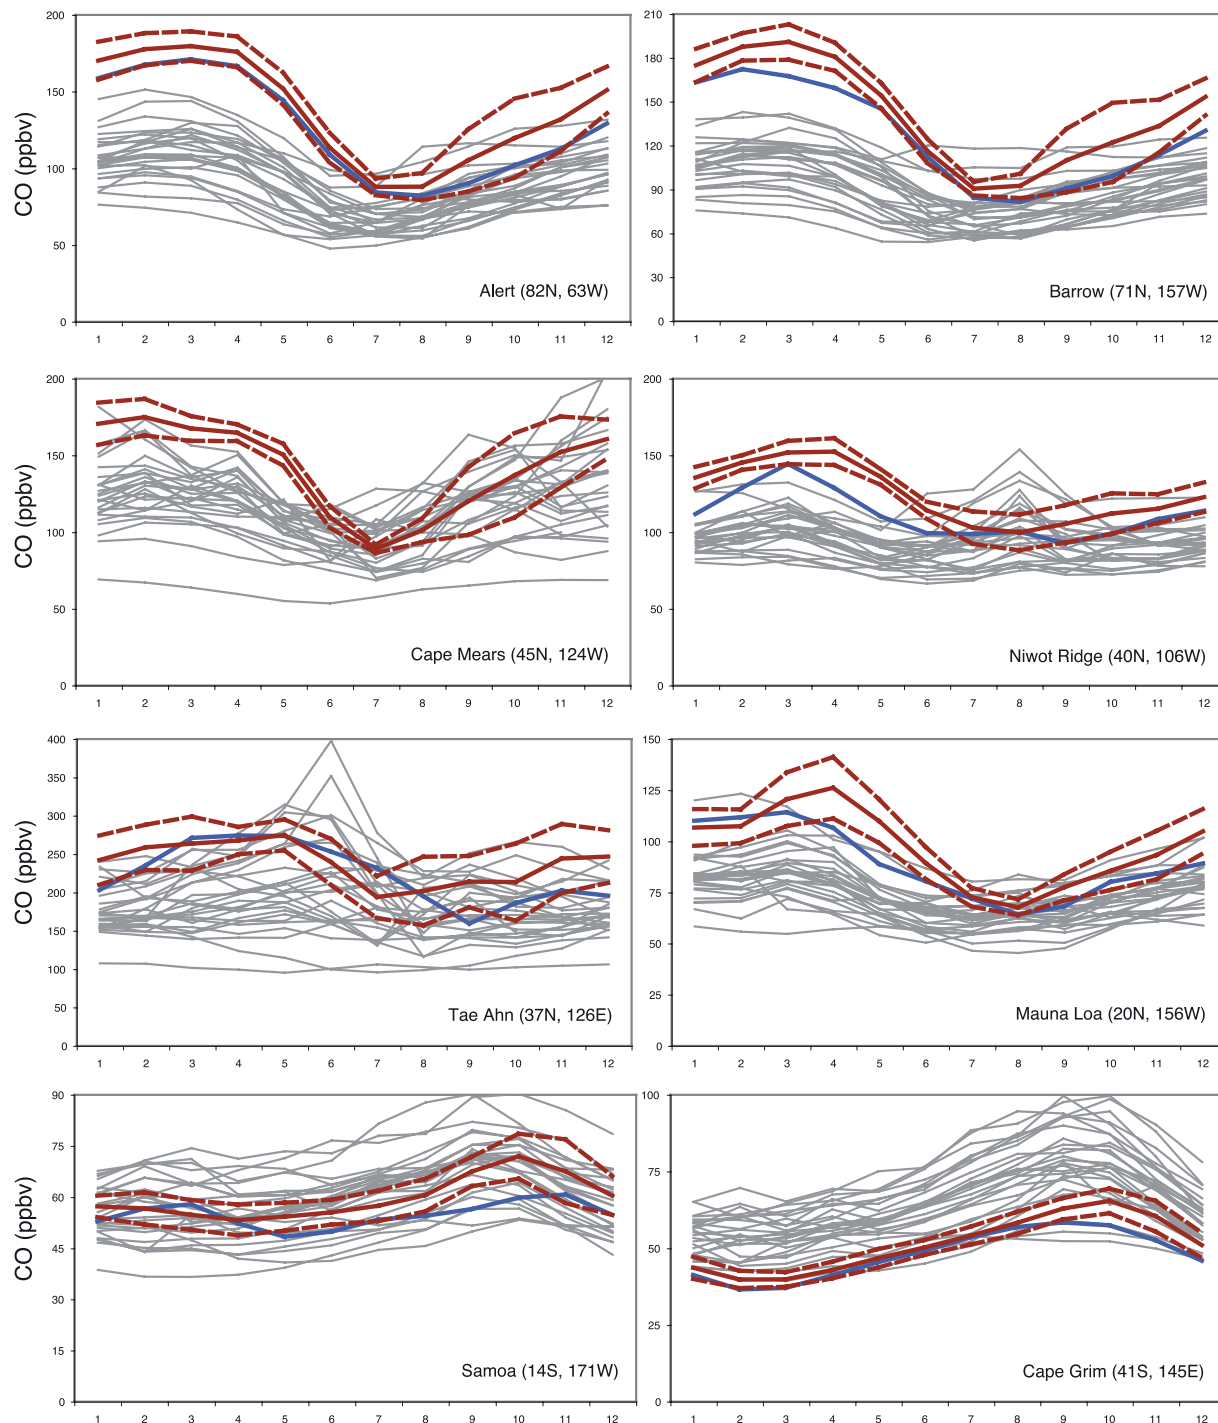 CO (ppbv)
200
150
100
50
0
1 2 3 4 5 6 7 8 9 10 11 12
Alert (82N, 63W)
210
180
150
120
90
60
30
0
1 2 3 4 5 6 7 8 9 10 11 12
Barrow (71N, 157W)
CO (ppbv)
200
150
100
50
0
1 2 3 4 5 6 7 8 9 10 11 12
Cape Mears (45N, 124W)
200
150
100
50
0
1 2 3 4 5 6 7 8 9 10 11 12
Niwot Ridge (40N, 106W)
CO (ppbv)
400
350
300
250
200
150
100
50
0
1 2 3 4 5 6 7 8 9 10 11 12
Tae Ahn (37N, 126E)
150
125
100
75
50
25
0
1 2 3 4 5 6 7 8 9 10 11 12
Mauna Loa (20N, 156W)
CO (ppbv)
90
75
60
45
30
15
0
1 2 3 4 5 6 7 8 9 10 11 12
Samoa (14S, 171W)
100
75
50
25
0
1 2 3 4 5 6 7 8 9 10 11 12
Cape Grim (41S, 145E)